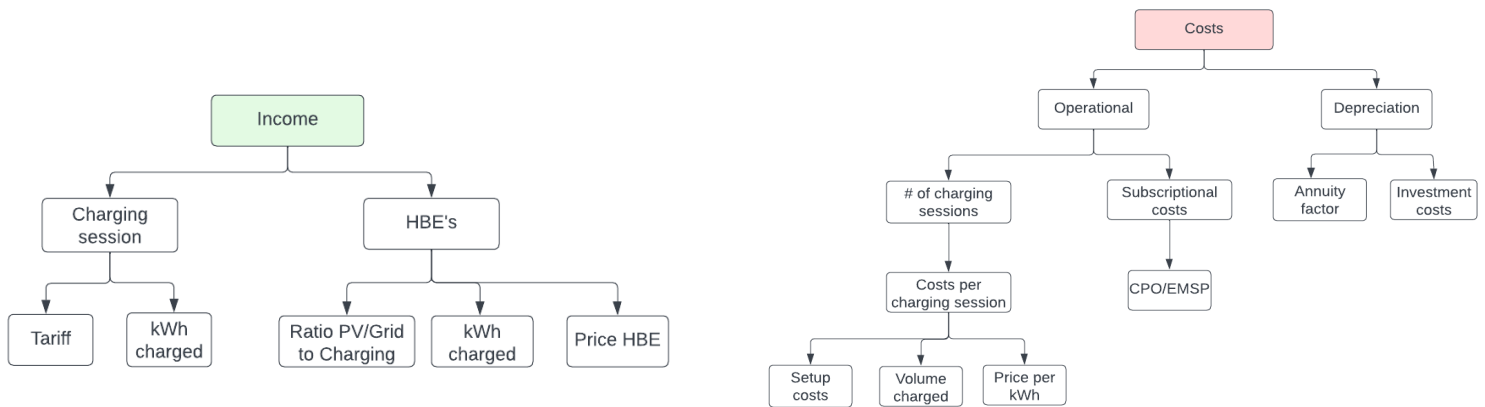 Income
Charging
session
HBE's
Tariff
kWh
charged
Ratio PV/Grid
to Charging
kWh
charged
Price HBE
Costs
Operational
Depreciation
# of charging
sessions
Subscriptional
costs
Annuity
factor
Investment
costs
Costs per
charging session
CPO/EMSP
Setup
costs
Volume
charged
Price per
kWh